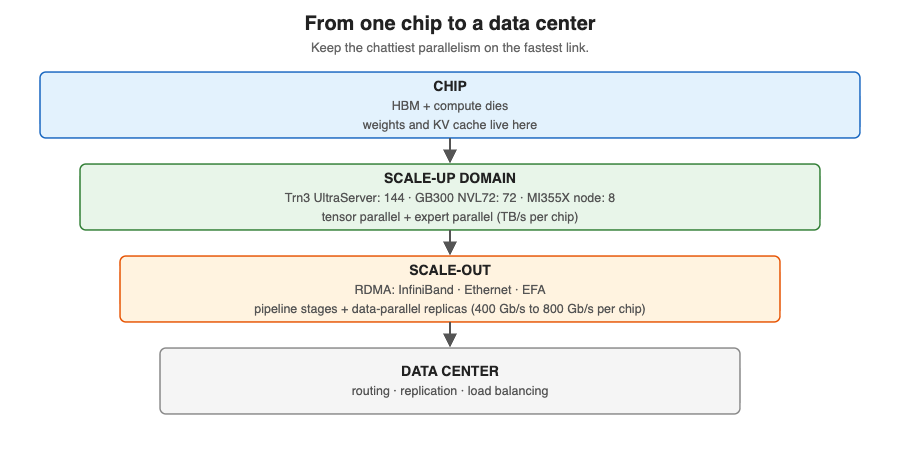 From one chip to a data center
Keep the chattiest parallelism on the fastest link.
CHIP
HBM + compute dies
weights and KV cache live here
SCALE-UP DOMAIN
Trn3 UltraServer: 144 · GB300 NVL72: 72 · MI355X node: 8
tensor parallel + expert parallel (TB/s per chip)
SCALE-OUT
RDMA: InfiniBand · Ethernet · EFA
pipeline stages + data-parallel replicas (400 Gb/s to 800 Gb/s per chip)
DATA CENTER
routing · replication · load balancing